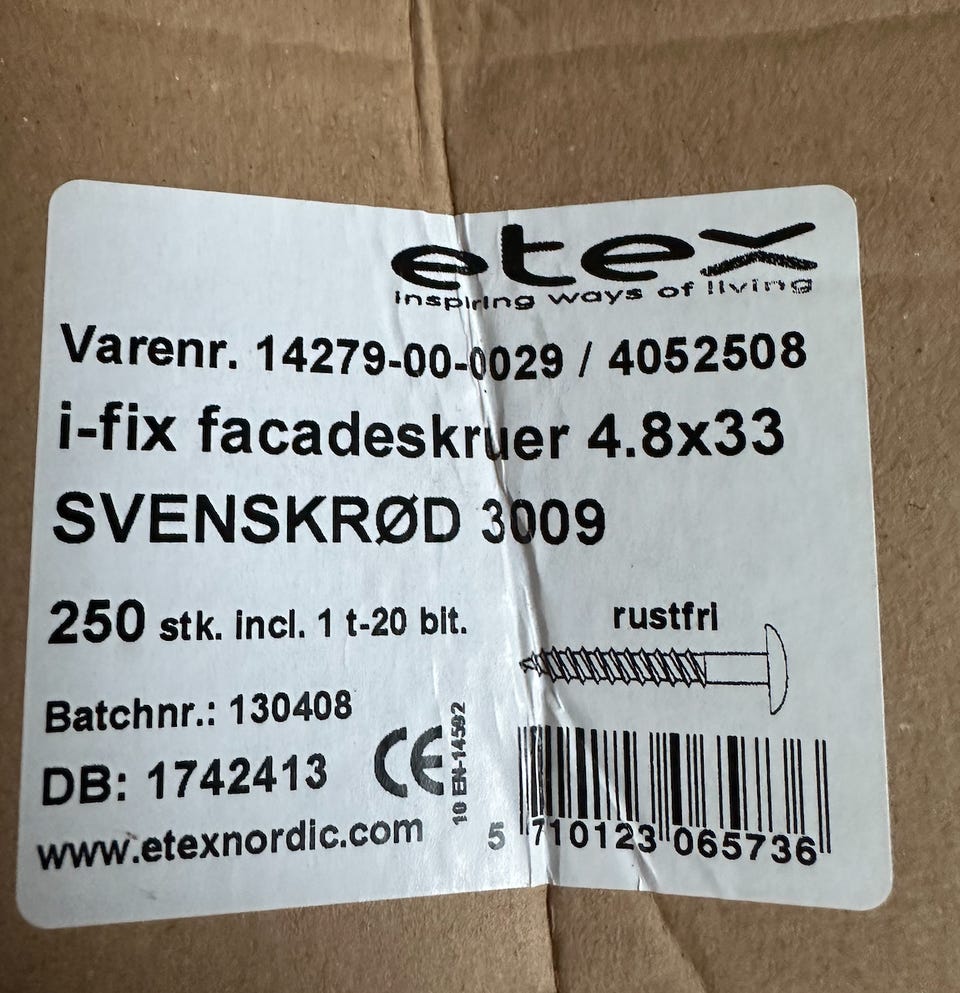 etex
inspiring ways of living
Varenr. 14279-00-0029 / 4052508
i-fix facadeskruer 4.8x33
SVENSKRØD 3009
250 stk. incl. 1 t-20 bit.
rustfri
Batchnr.: 130408
DB: 1742413
CE
10 EN-14592
www.etexnordic.com
5 710123 065736